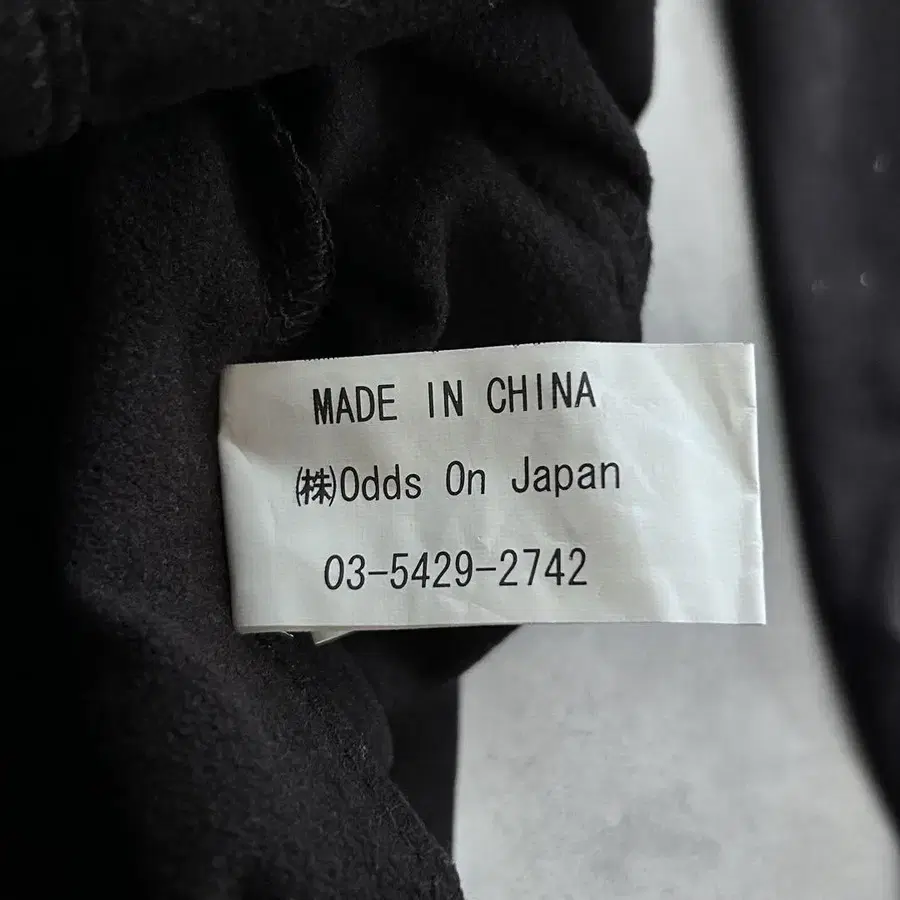 MADE IN CHINA
㈱Odds On Japan
03-5429-2742